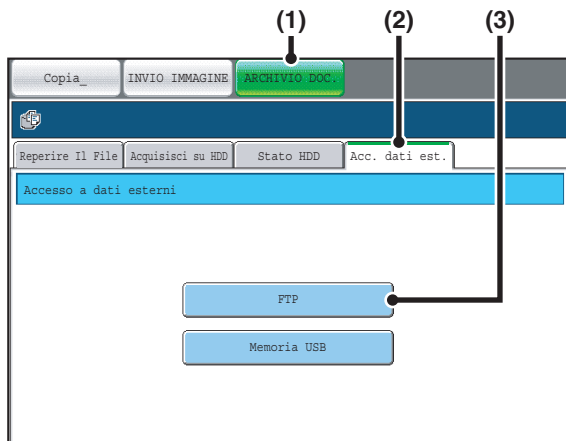 (1) (2) (3)
Copia_ INVIO IMMAGINE ARCHIVIO DOC.
Reperire Il File Acquisisci su HDD Stato HDD Acc. dati est.
Accesso a dati esterni
FTP
Memoria USB